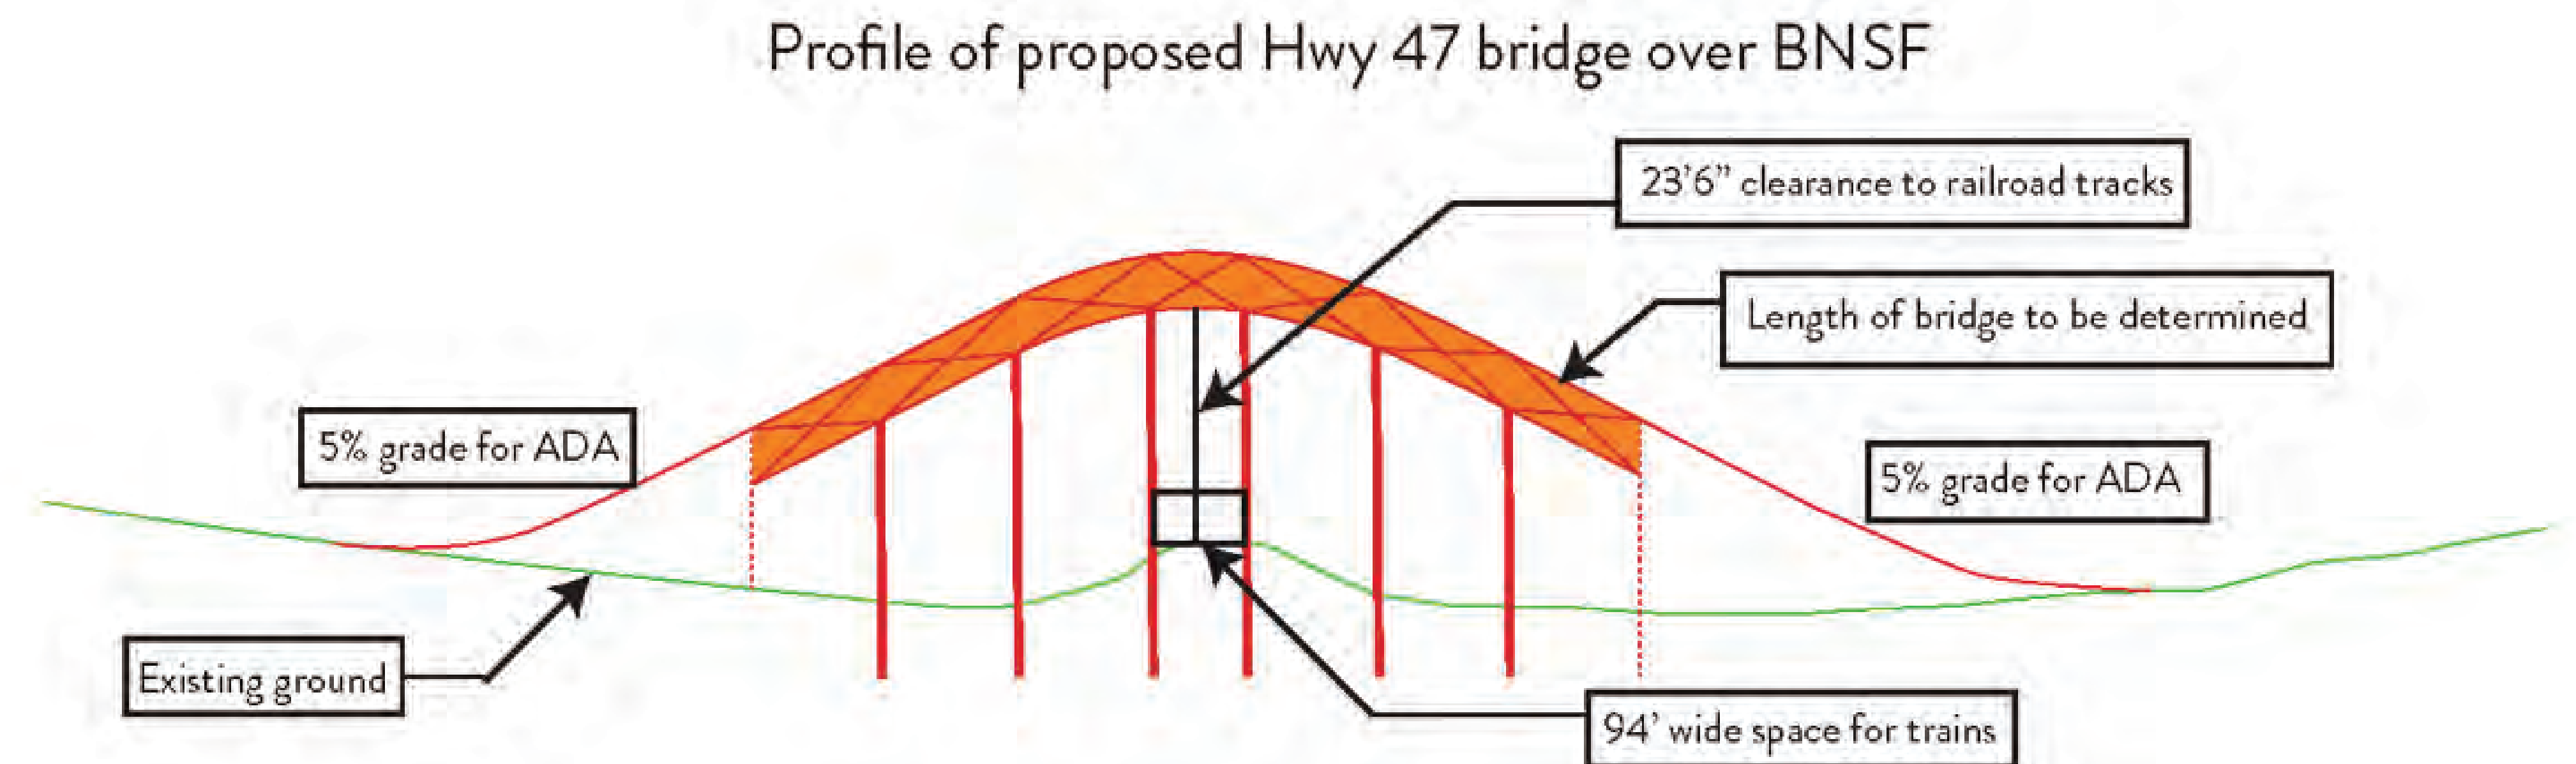 Profile of proposed Hwy 47 bridge over BNSF
23’6” clearance to railroad tracks
Length of bridge to be determined
5% grade for ADA
5% grade for ADA
Existing ground
94’ wide space for trains